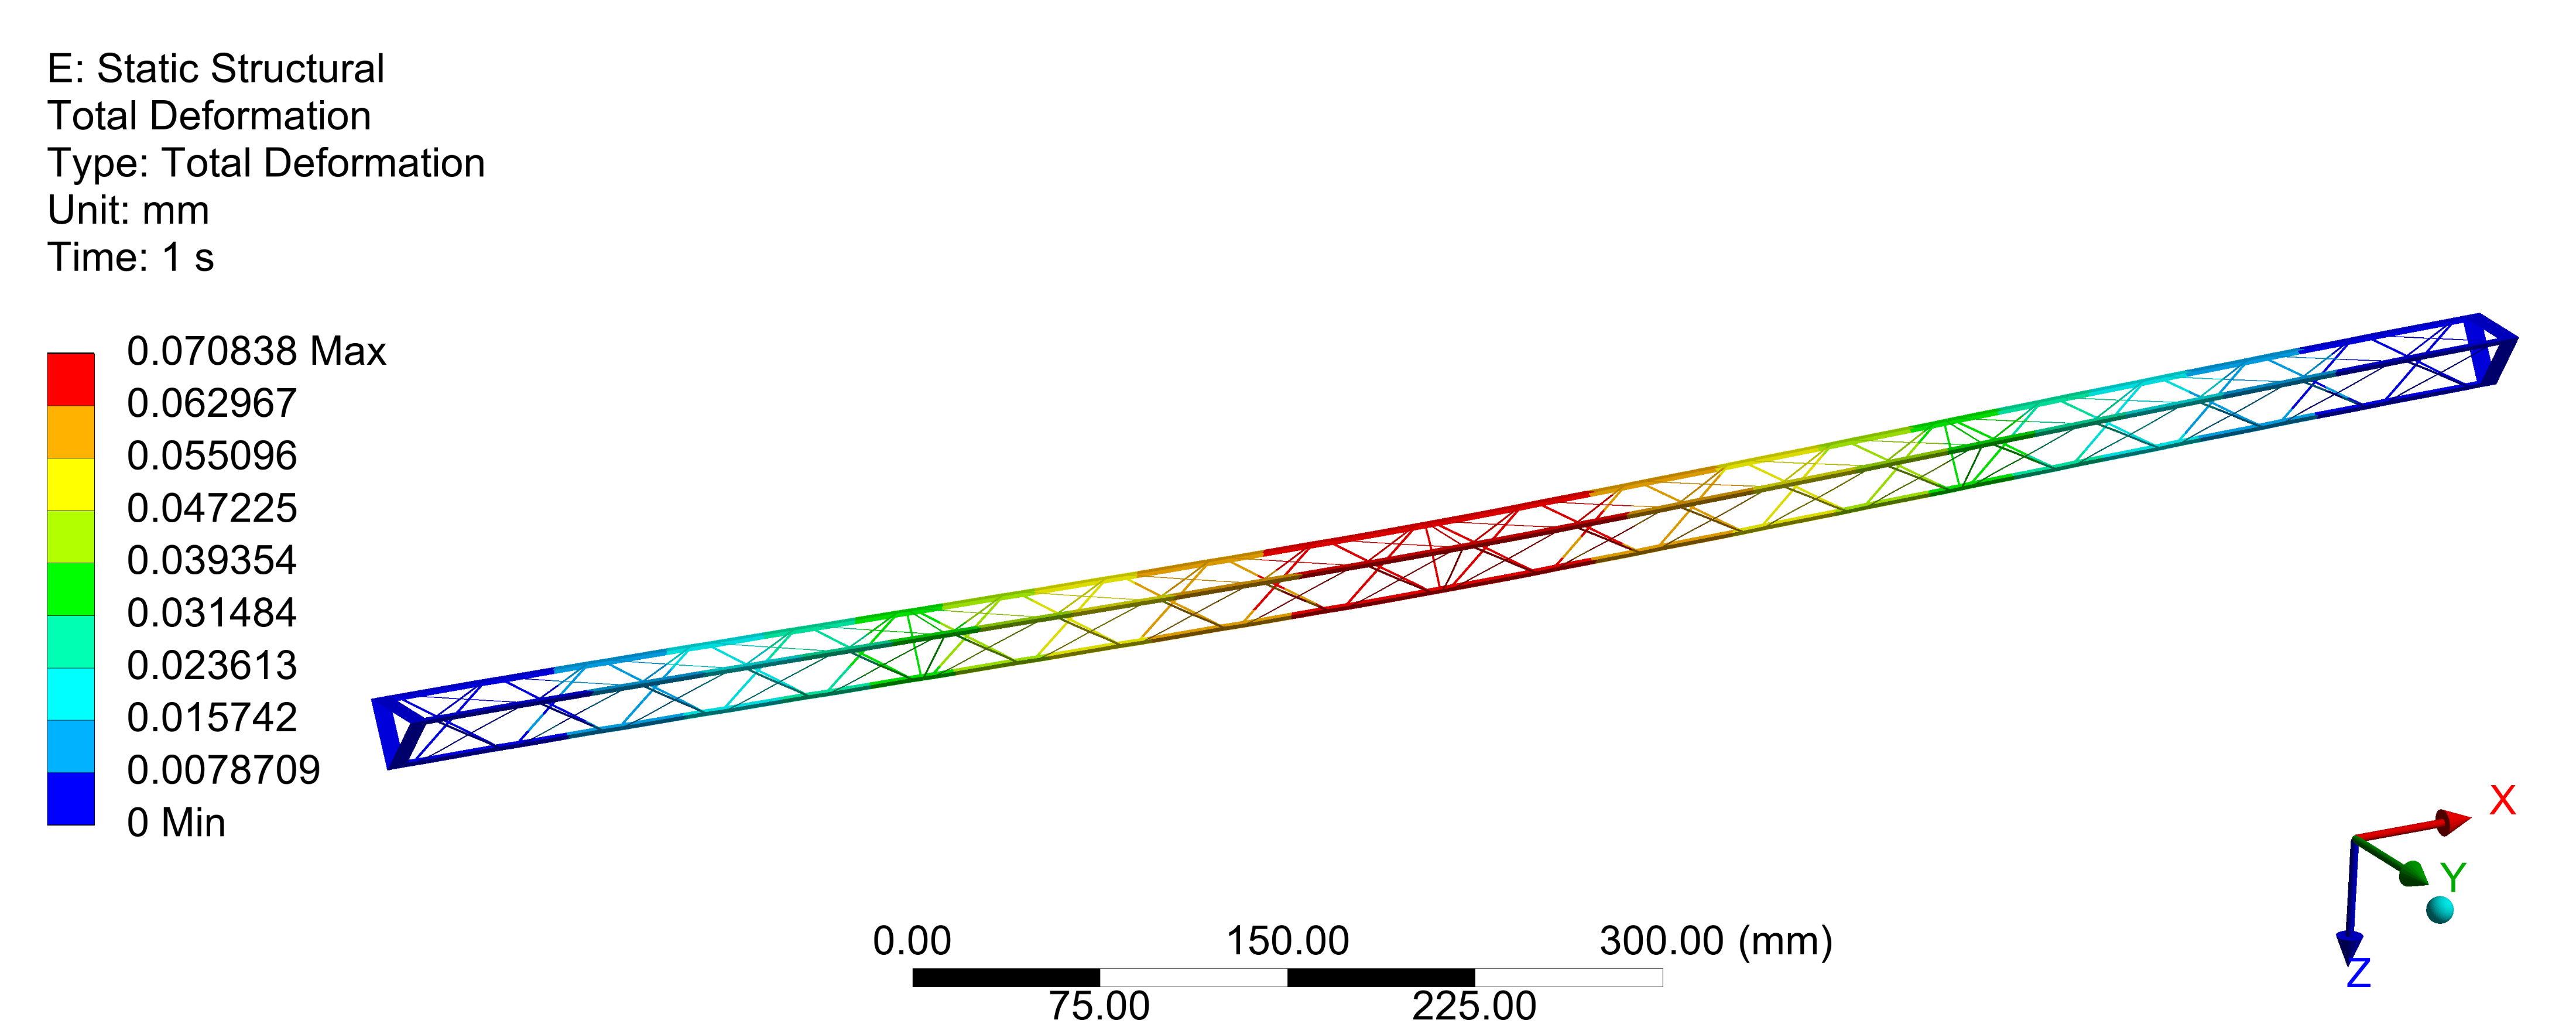 E: Static Structural
Total Deformation
Type: Total Deformation
Unit: mm
Time: 1 s
0.070838 Max
0.062967
0.055096
0.047225
0.039354
0.031484
0.023613
0.015742
0.0078709
0 Min
0.00 150.00 300.00 (mm)
75.00 225.00
X
Y
Z